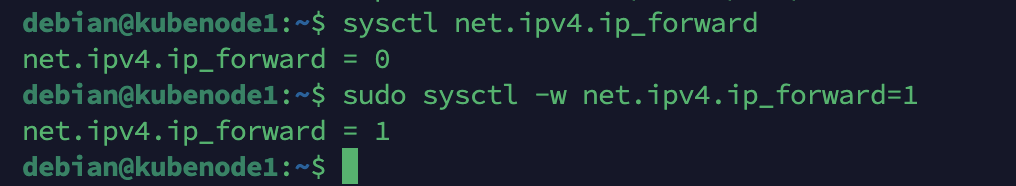 debian@kubenode1:~$ sysctl net.ipv4.ip_forward
net.ipv4.ip_forward = 0
debian@kubenode1:~$ sudo sysctl -w net.ipv4.ip_forward=1
net.ipv4.ip_forward = 1
debian@kubenode1:~$